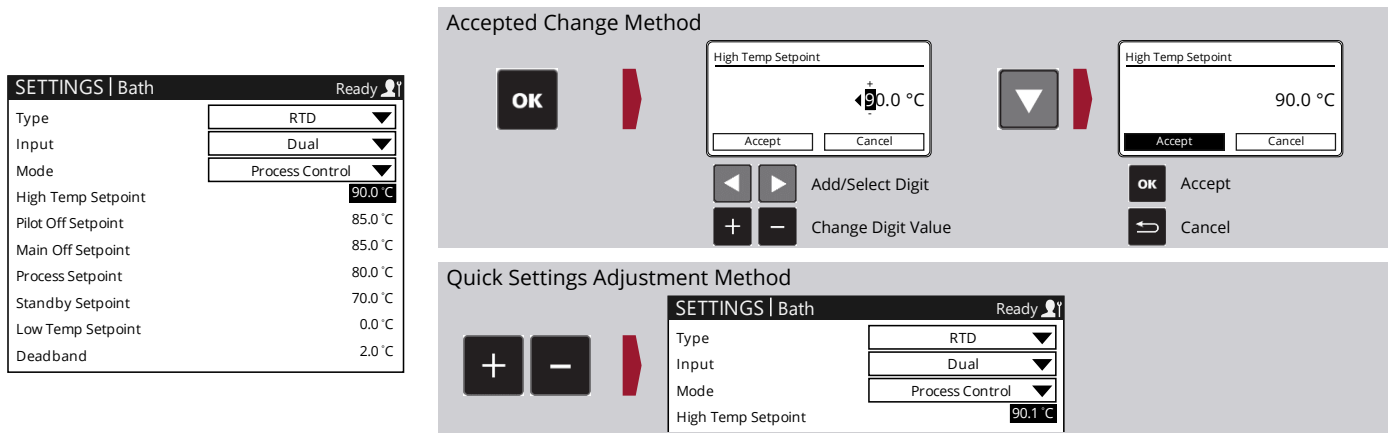 SETTINGS | Bath Ready
Type RTD
Input Dual
Mode Process Control
High Temp Setpoint 90.0 °C
Pilot Off Setpoint 85.0 °C
Main Off Setpoint 85.0 °C
Process Setpoint 80.0 °C
Standby Setpoint 70.0 °C
Low Temp Setpoint 0.0 °C
Deadband 2.0 °C
Accepted Change Method
OK
High Temp Setpoint
+
90.0 °C
-
Accept Cancel
Add/Select Digit
+ - Change Digit Value
High Temp Setpoint
90.0 °C
Accept Cancel
OK Accept
Cancel
Quick Settings Adjustment Method
+ -
SETTINGS | Bath Ready
Type RTD
Input Dual
Mode Process Control
High Temp Setpoint 90.1 °C